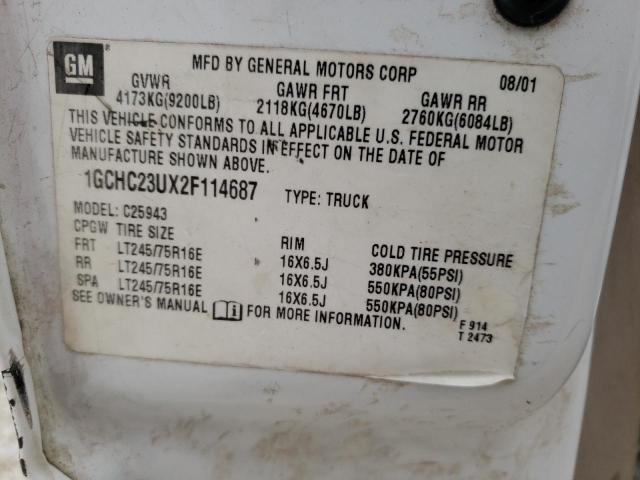 GM
MFD BY GENERAL MOTORS CORP 08/01
GVWR GAWR FRT GAWR RR
4173KG(9200LB) 2118KG(4670LB) 2760KG(6084LB)
THIS VEHICLE CONFORMS TO ALL APPLICABLE U.S. FEDERAL MOTOR
VEHICLE SAFETY STANDARDS IN EFFECT ON THE DATE OF
MANUFACTURE SHOWN ABOVE.
1GCHC23UX2F114687 TYPE: TRUCK
MODEL: C25943
CPGW TIRE SIZE RIM COLD TIRE PRESSURE
FRT LT245/75R16E 16X6.5J 380KPA(55PSI)
RR LT245/75R16E 16X6.5J 550KPA(80PSI)
SPA LT245/75R16E 16X6.5J 550KPA(80PSI)
SEE OWNER'S MANUAL i FOR MORE INFORMATION.
F 914
T 2473